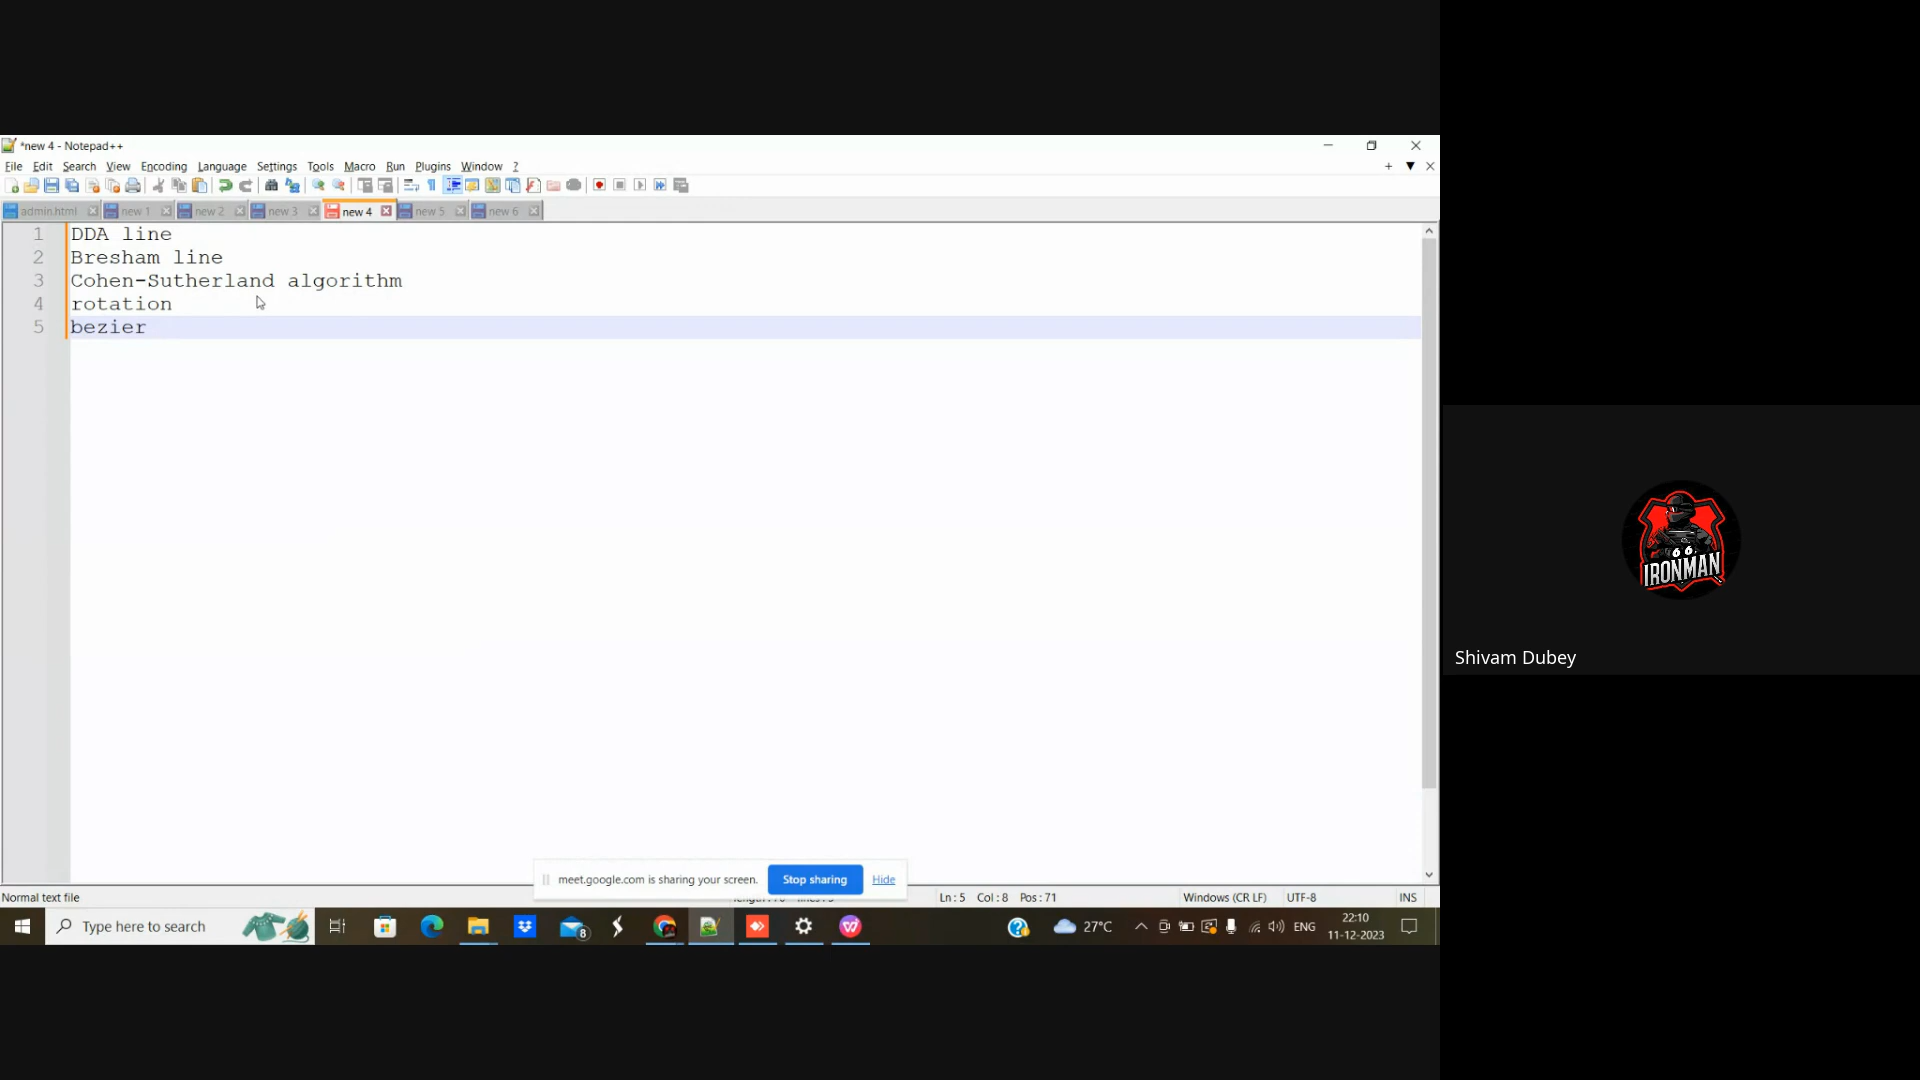 *new 4 - Notepad++
File Edit Search View Encoding Language Settings Tools Macro Run Plugins Window ?
admin.html new 1 new 2 new 3 new 4 new 5 new 6
1 DDA line
2 Bresham line
3 Cohen-Sutherland algorithm
4 rotation
5 bezier
66
IRONMAN
Shivam Dubey
meet.google.com is sharing your screen. Stop sharing Hide
Normal text file Ln: 5 Col: 8 Pos: 71 Windows (CR LF) UTF-8 INS
Type here to search 8 27°C ENG 22:10
11-12-2023